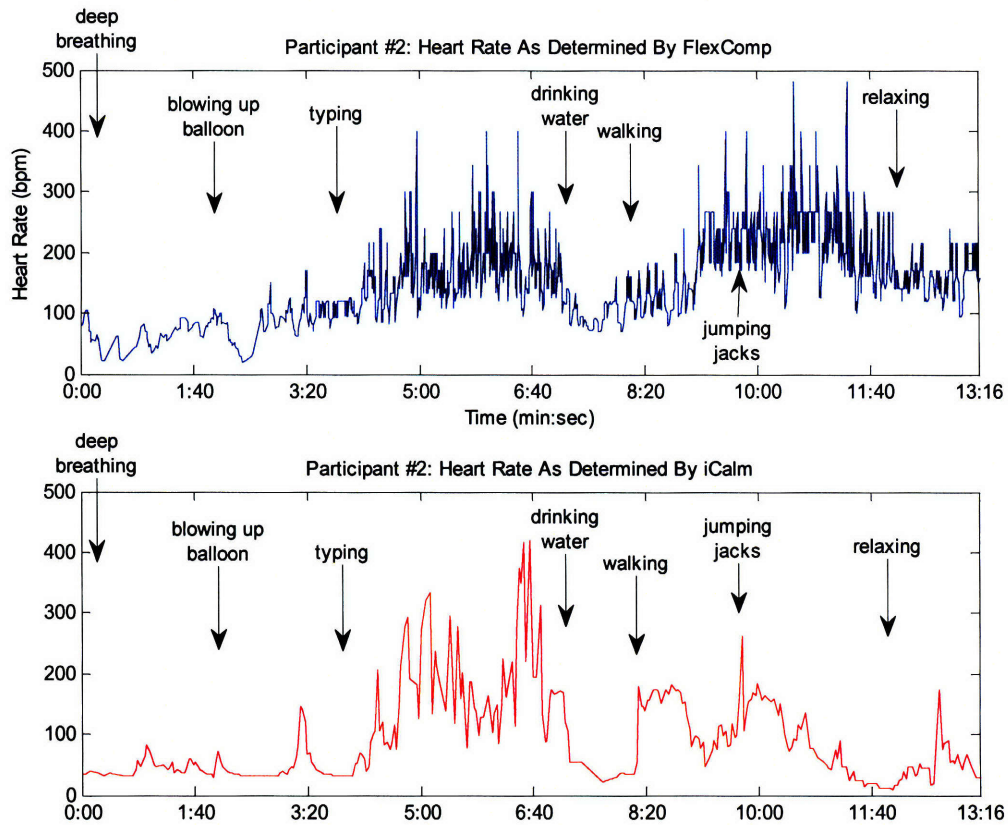 deep
breathing
Participant #2: Heart Rate As Determined By FlexComp
500
400
300
200
100
0
Heart Rate (bpm)
blowing up
balloon
typing
drinking
water
walking
relaxing
jumping
jacks
0:00 1:40 3:20 5:00 6:40 8:20 10:00 11:40 13:16
Time (min:sec)
deep
breathing
Participant #2: Heart Rate As Determined By iCalm
500
400
300
200
100
0
blowing up
balloon
typing
drinking
water
walking
jumping
jacks
relaxing
0:00 1:40 3:20 5:00 6:40 8:20 10:00 11:40 13:16